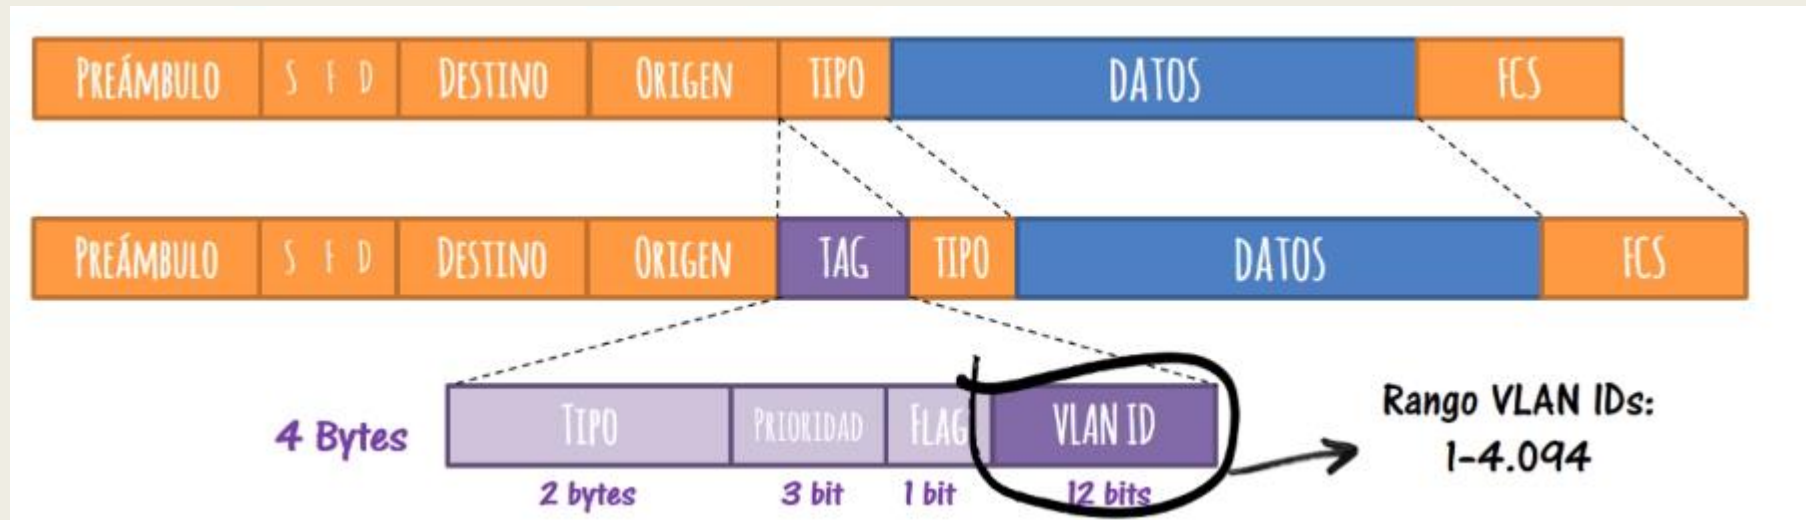 PREÁMBULO S F D DESTINO ORIGEN TIPO DATOS FCS
PREÁMBULO S F D DESTINO ORIGEN TAG TIPO DATOS FCS
4 Bytes
TIPO PRIORIDAD FLAG VLAN ID
2 bytes 3 bit 1 bit 12 bits
Rango VLAN IDs:
1-4.094